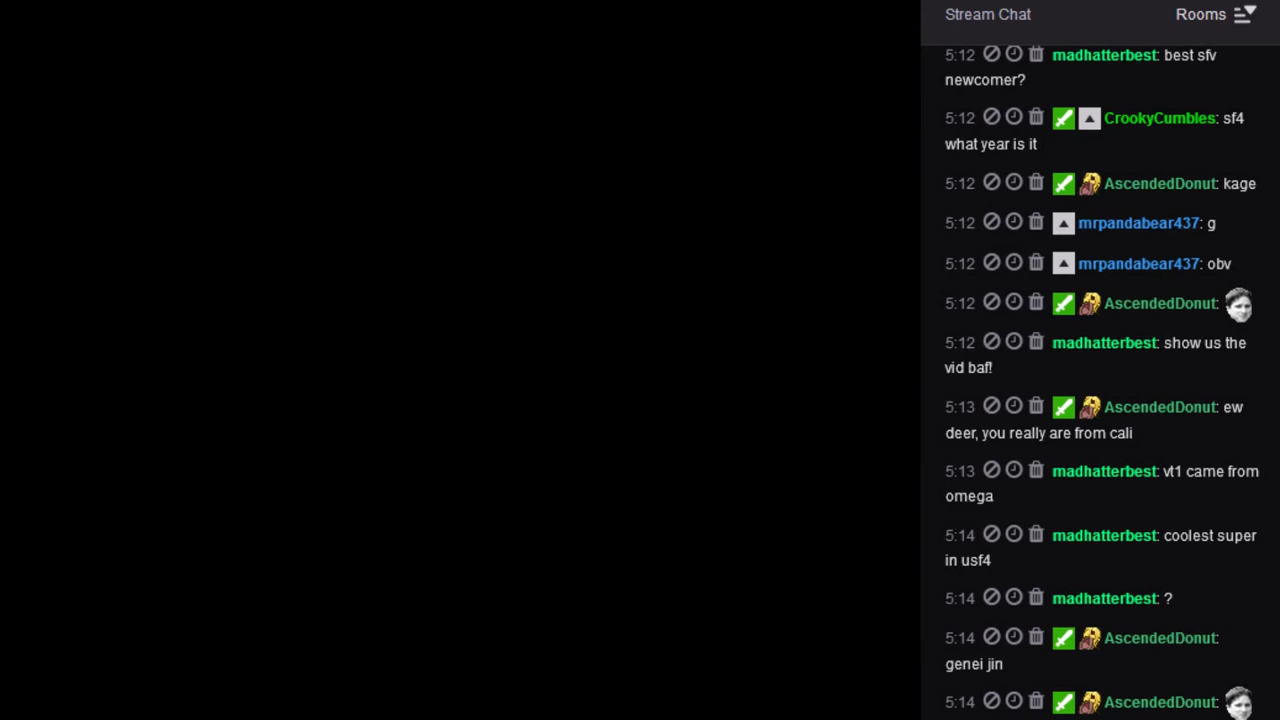 Stream Chat
Rooms
5:12 madhatterbest: best sfv
newcomer?
5:12 CrookyCumbles: sf4
what year is it
5:12 AscendedDonut: kage
5:12 mrpandabear437: g
5:12 mrpandabear437: obv
5:12 AscendedDonut:
5:12 madhatterbest: show us the
vid baf!
5:13 AscendedDonut: ew
deer, you really are from cali
5:13 madhatterbest: vt1 came from
omega
5:14 madhatterbest: coolest super
in usf4
5:14 madhatterbest: ?
5:14 AscendedDonut:
genei jin
5:14 AscendedDonut: